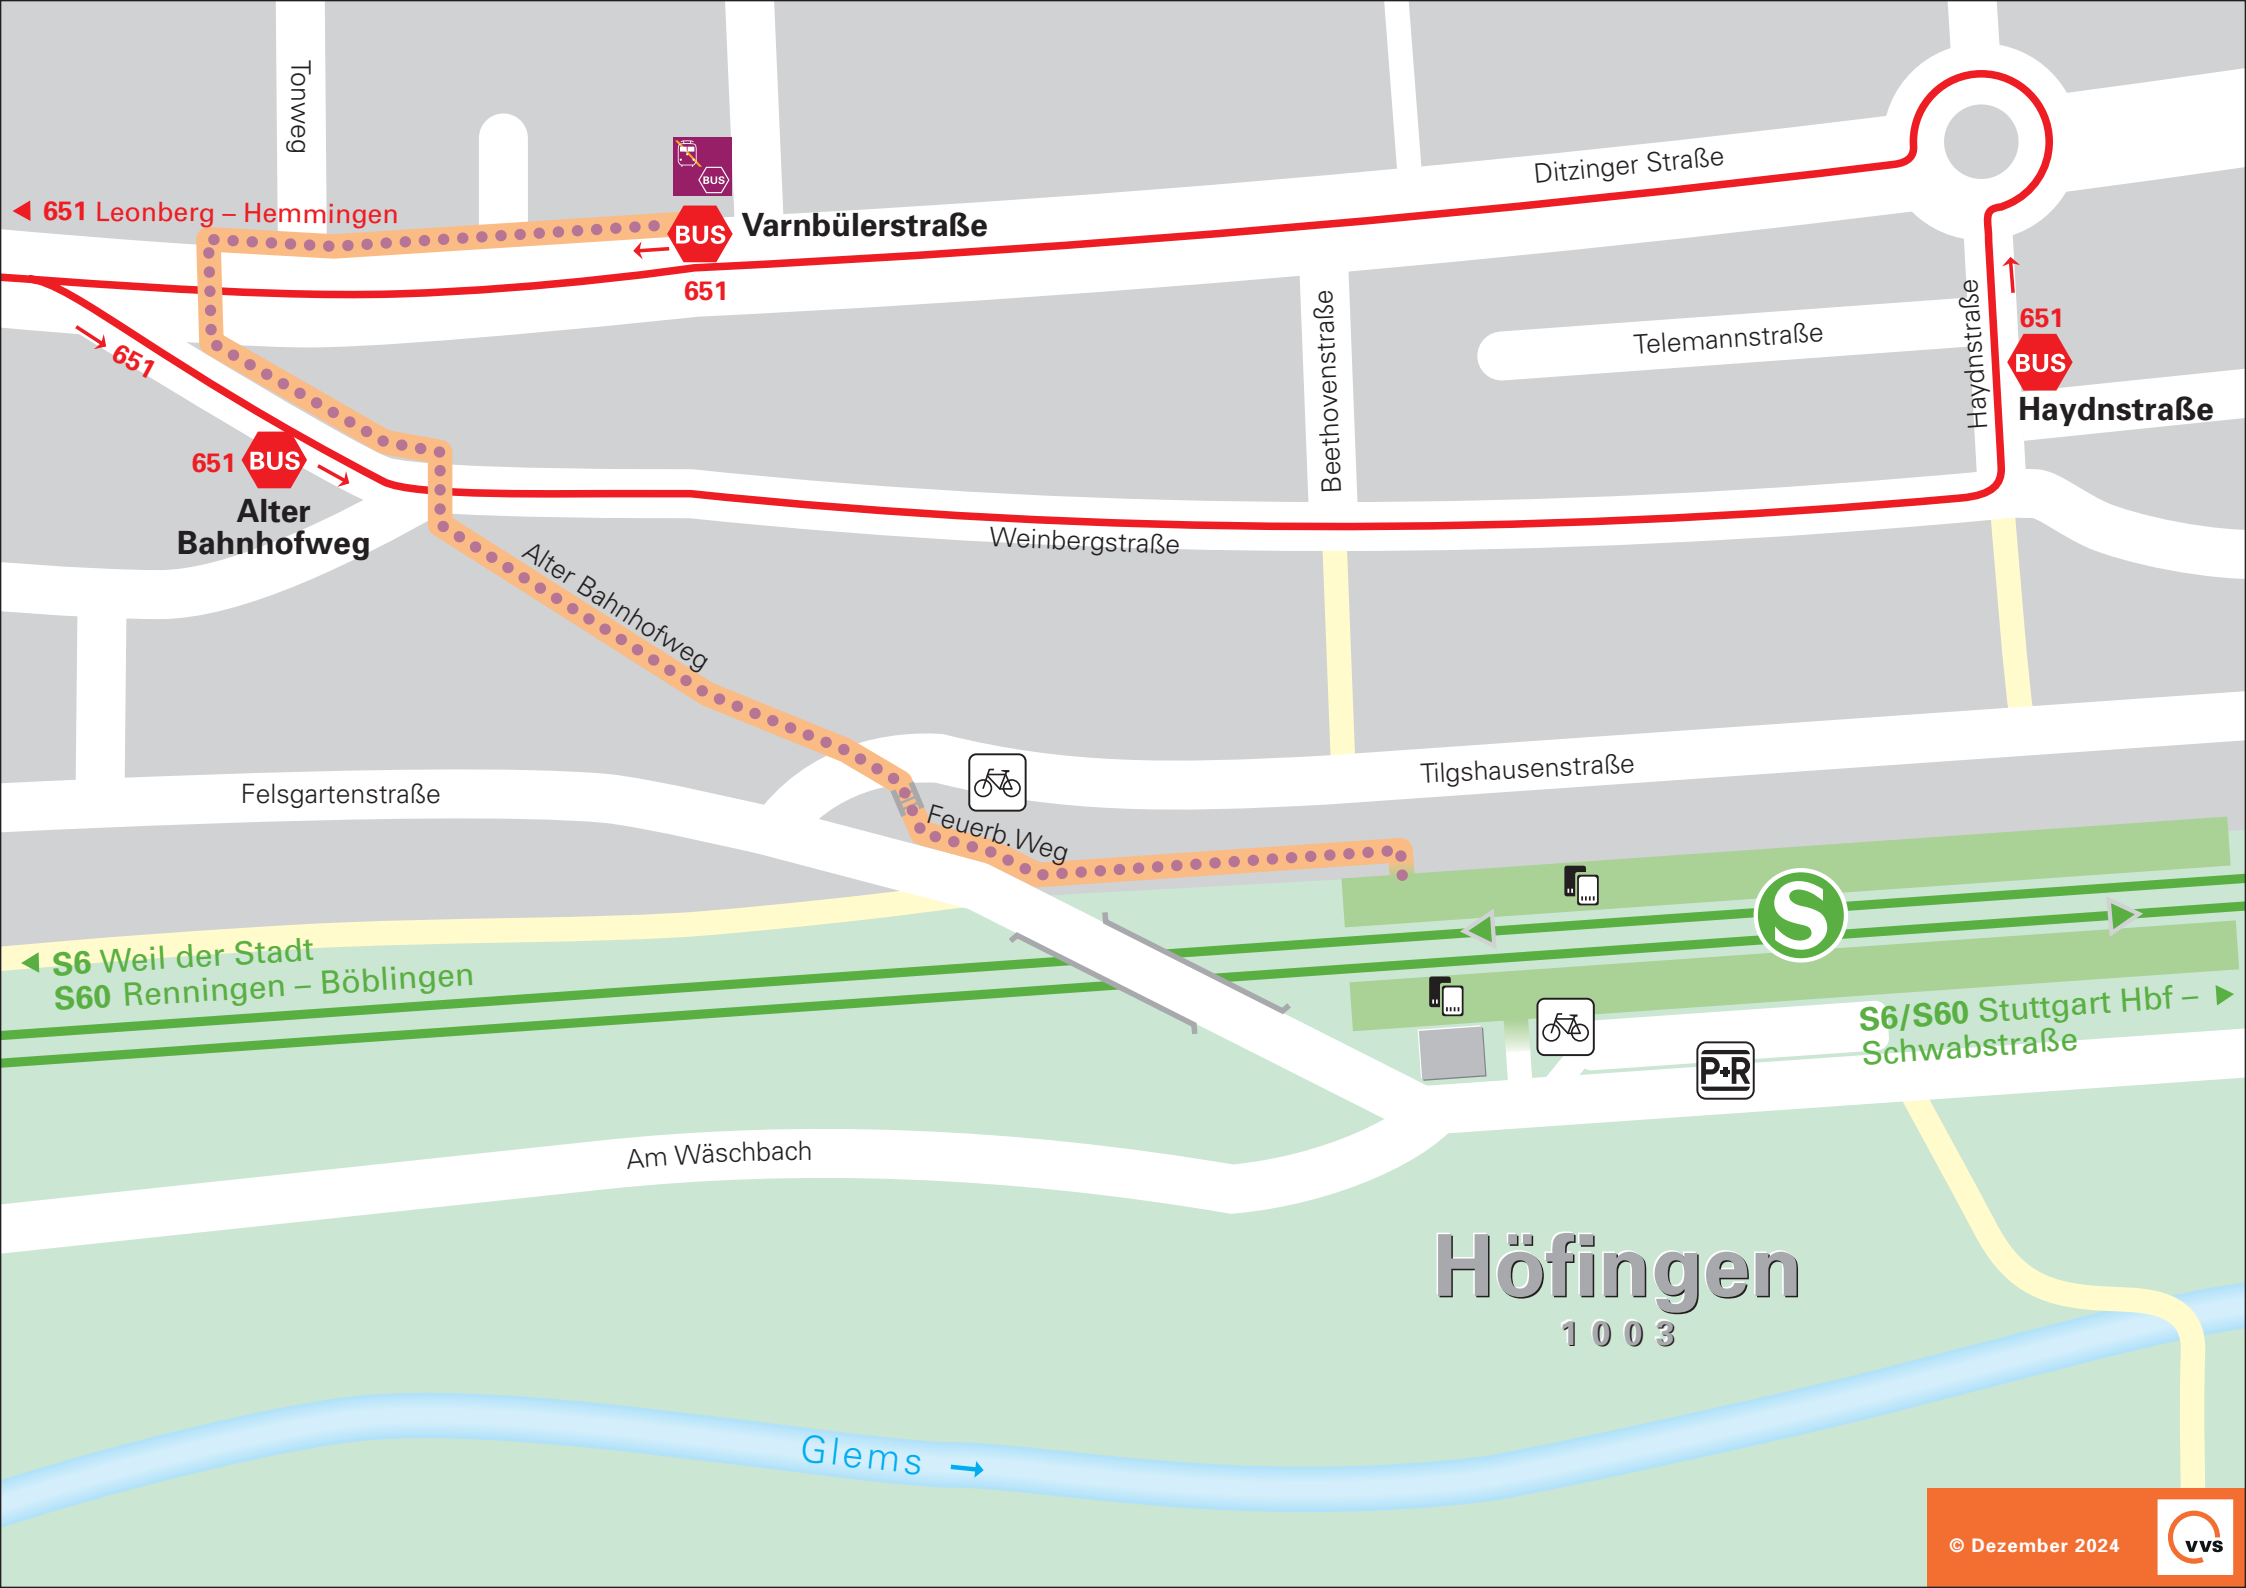 Tonweg
BUS
651 Leonberg – Hemmingen
BUS
Varnbülerstraße
651
Ditzinger Straße
651
BUS
Haydnstraße
Haydnstraße
Telemannstraße
Beethovenstraße
651
651
BUS
Alter
Bahnhofweg
Weinbergstraße
Alter Bahnhofweg
Felsgartenstraße
Feuerb.Weg
Tilgshausenstraße
S6 Weil der Stadt
S60 Renningen – Böblingen
S
S6/S60 Stuttgart Hbf –
Schwabstraße
P+R
Am Wäschbach
Höfingen
1003
Glems
© Dezember 2024
VVS